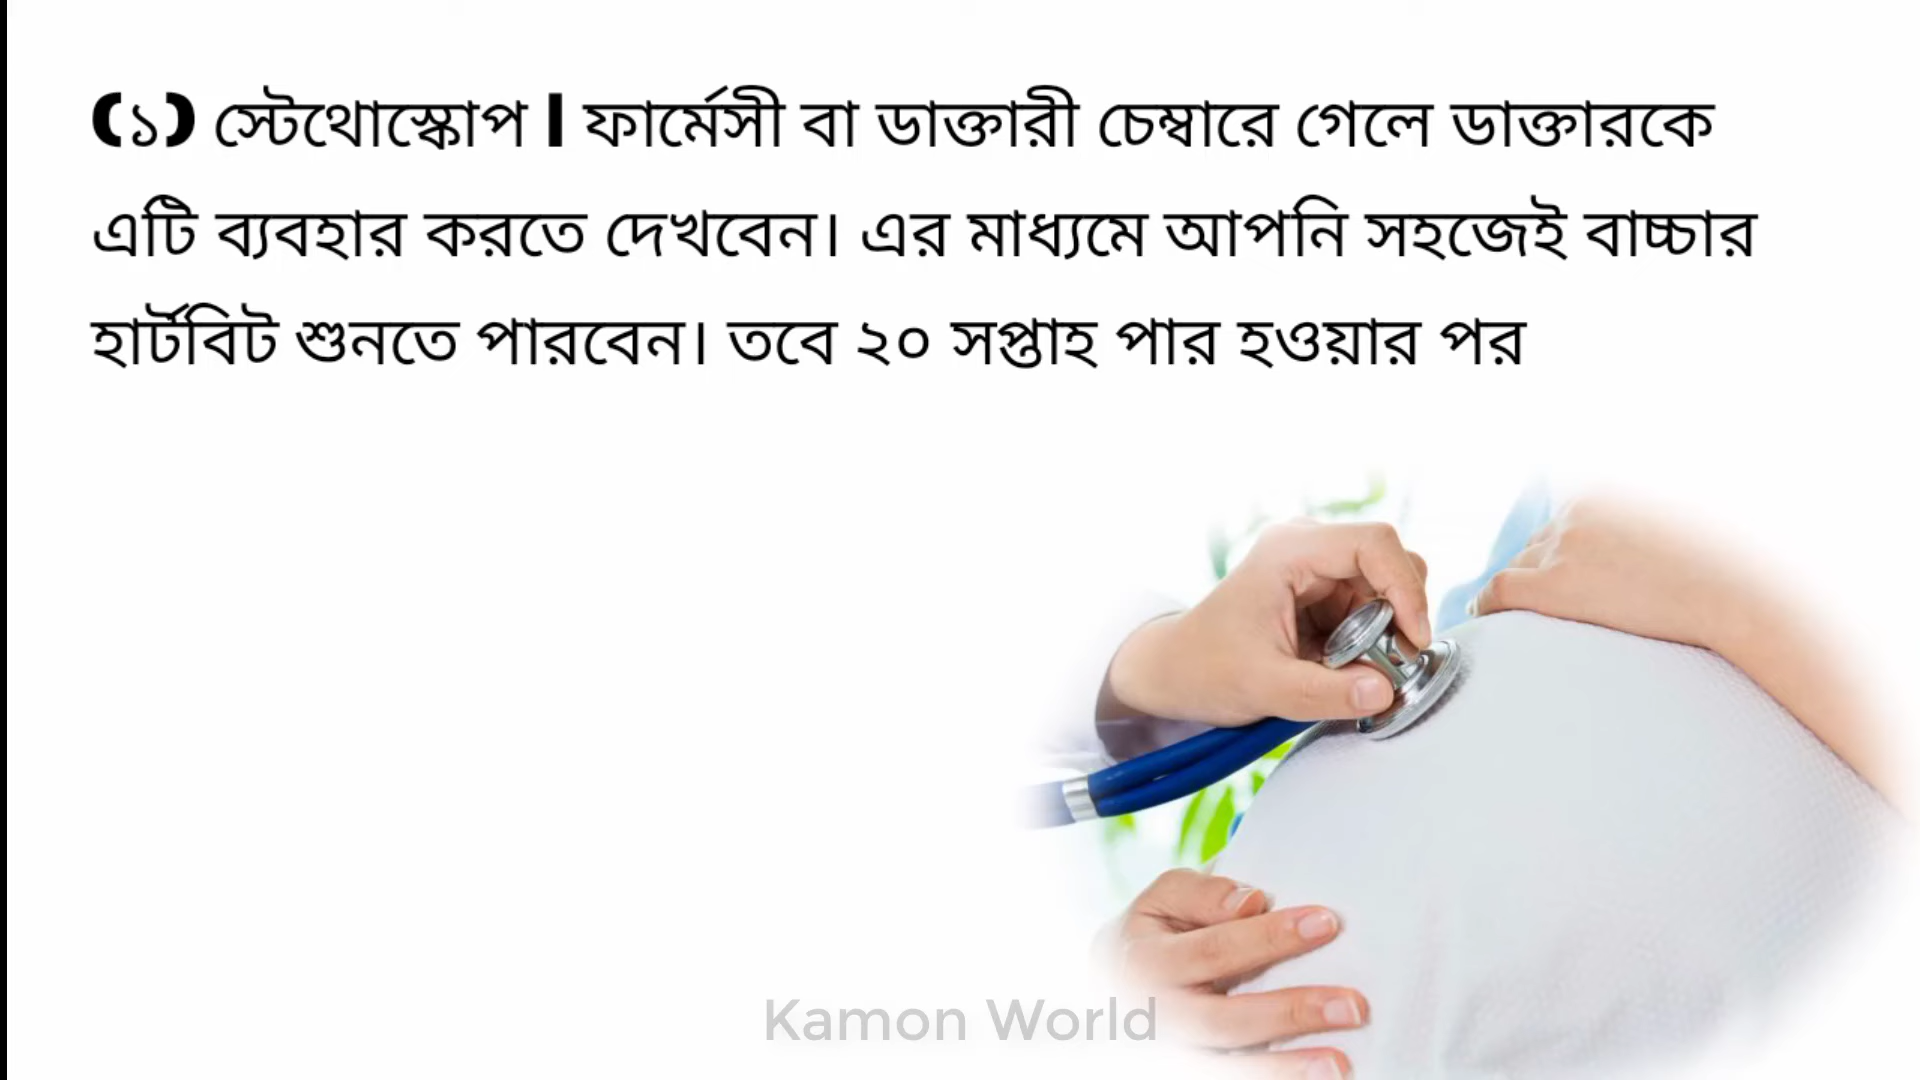 (১) স্টেথোস্কোপ l ফার্মেসী বা ডাক্তারী চেম্বারে গেলে ডাক্তারকে
এটি ব্যবহার করতে দেখবেন। এর মাধ্যমে আপনি সহজেই বাচ্চার
হার্টবিট শুনতে পারবেন। তবে ২০ সপ্তাহ পার হওয়ার পর
Kamon World